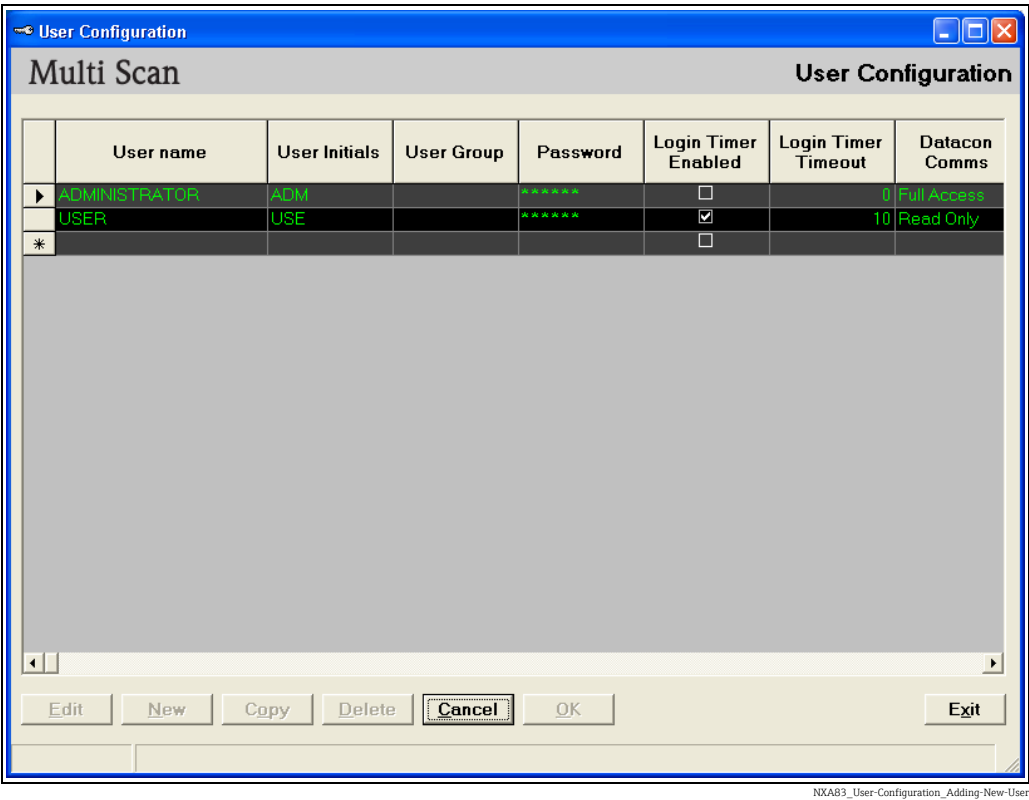 User Configuration
Multi Scan User Configuration
User name User Initials User Group Password Login Timer Enabled Login Timer Timeout Datacon Comms
ADMINISTRATOR ADM ****** 0 Full Access
USER USE ****** 10 Read Only
Edit New Copy Delete Cancel OK Exit
NXA83_User-Configuration_Adding-New-User